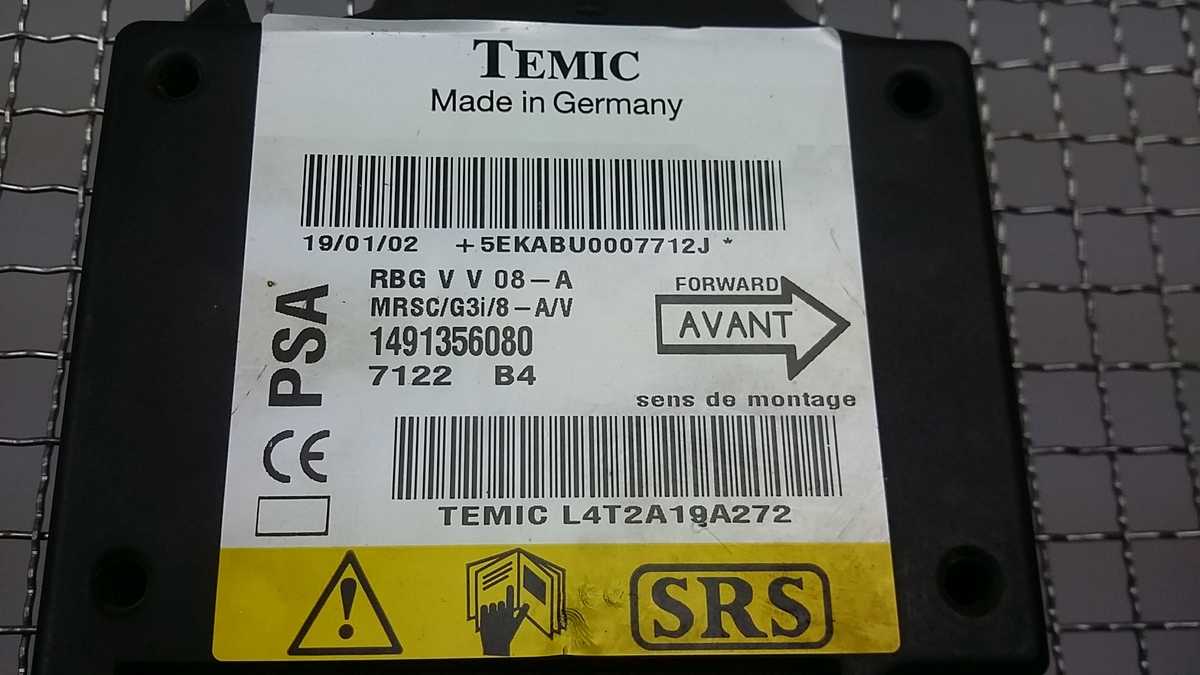 TEMIC
Made in Germany
19/01/02 +5EKABU0007712J *
RBG V V 08-A
MRSC/G3i/8-A/V
1491356080
7122 B4
PSA
CE
FORWARD
AVANT
sens de montage
TEMIC L4T2A19A272
SRS